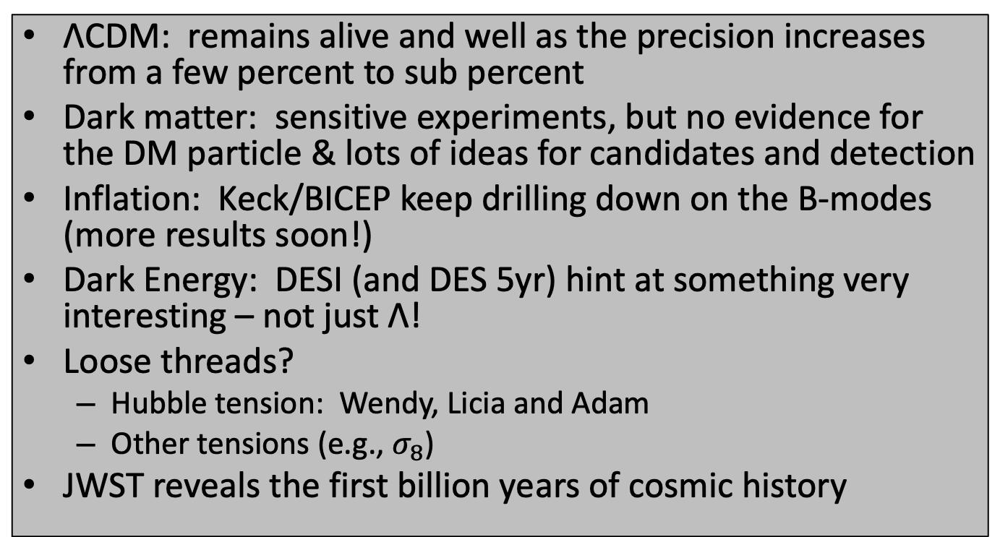 • ΛCDM:  remains alive and well as the precision increases
from a few percent to sub percent
• Dark matter:  sensitive experiments, but no evidence for
the DM particle & lots of ideas for candidates and detection
• Inflation:  Keck/BICEP keep drilling down on the B-modes
(more results soon!)
• Dark Energy:  DESI (and DES 5yr) hint at something very
interesting – not just Λ!
• Loose threads?
– Hubble tension:  Wendy, Licia and Adam
– Other tensions (e.g., σ₈)
• JWST reveals the first billion years of cosmic history